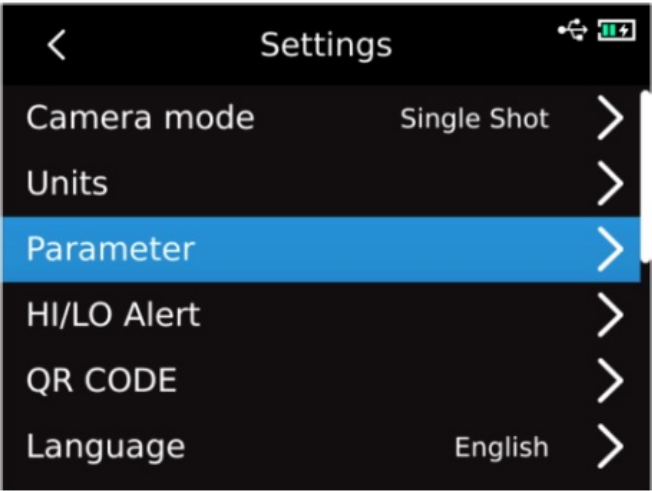 Settings
Camera mode Single Shot
Units
Parameter
HI/LO Alert
QR CODE
Language English